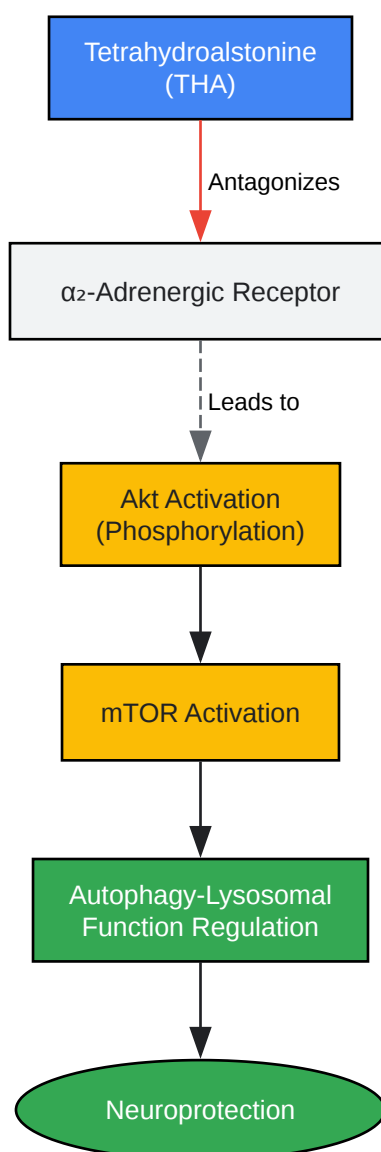 Tetrahydroalstonine
(THA)
Antagonizes
α₂-Adrenergic Receptor
Leads to
Akt Activation
(Phosphorylation)
mTOR Activation
Autophagy-Lysosomal
Function Regulation
Neuroprotection